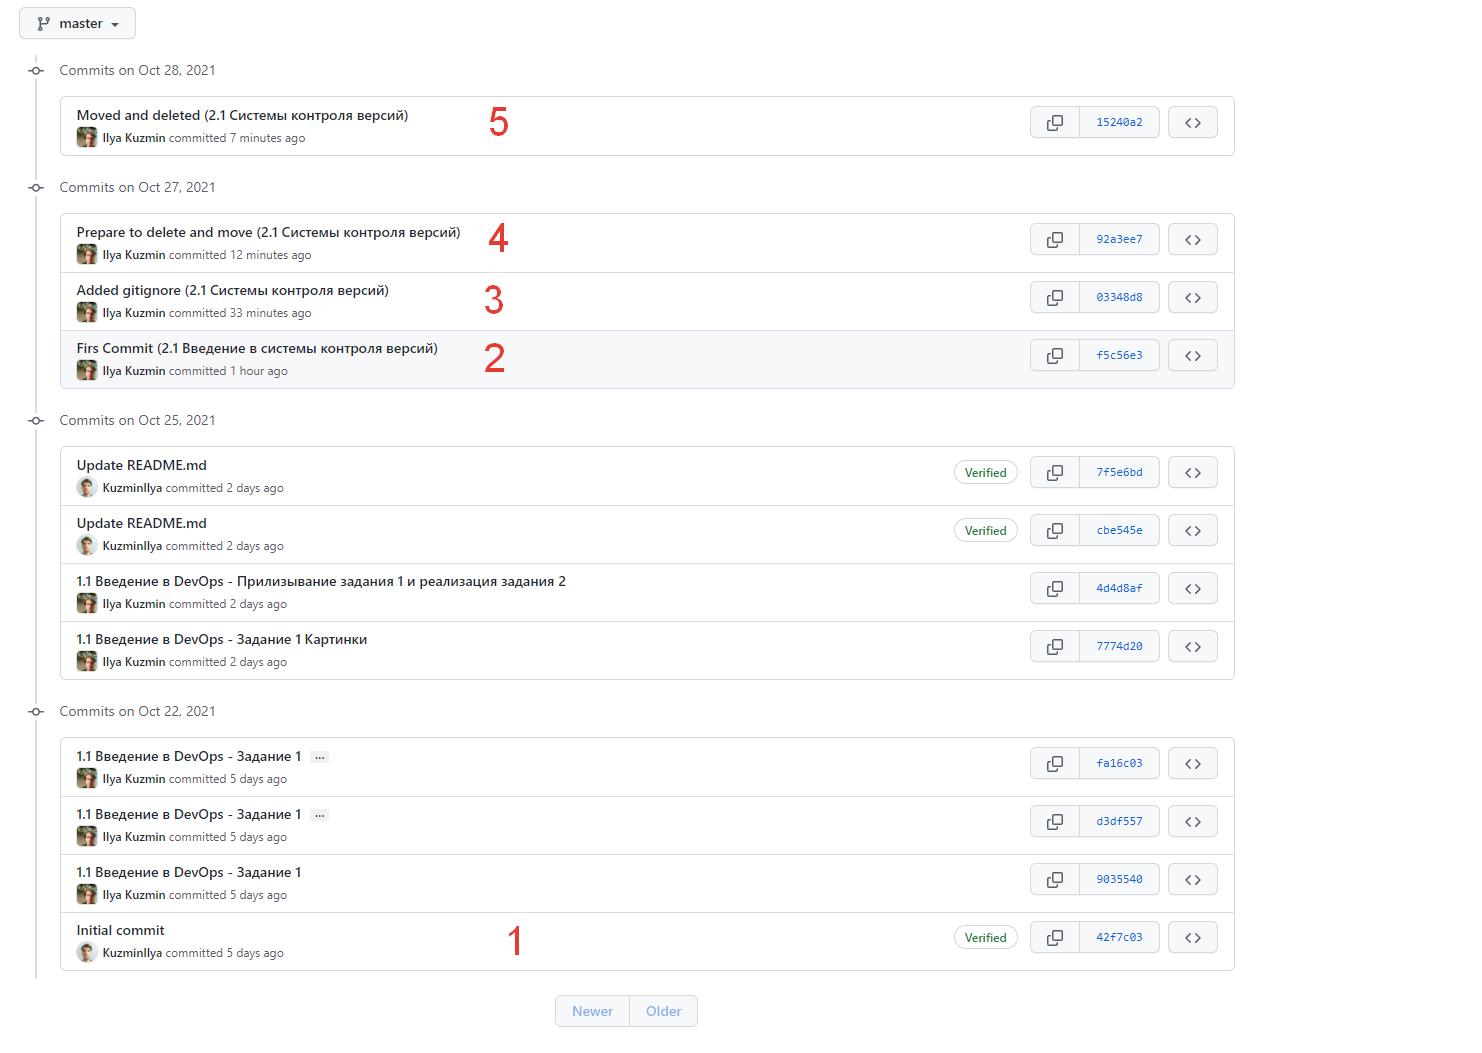 master
Commits on Oct 28, 2021
Moved and deleted (2.1 Системы контроля версий) 5 15240a2
Ilya Kuzmin committed 7 minutes ago
Commits on Oct 27, 2021
Prepare to delete and move (2.1 Системы контроля версий) 4 92a3ee7
Ilya Kuzmin committed 12 minutes ago
Added gitignore (2.1 Системы контроля версий) 3 03348d8
Ilya Kuzmin committed 33 minutes ago
Firs Commit (2.1 Введение в системы контроля версий) 2 f5c56e3
Ilya Kuzmin committed 1 hour ago
Commits on Oct 25, 2021
Update README.md Verified 7f5e6bd
KuzminIlya committed 2 days ago
Update README.md Verified cbe545e
KuzminIlya committed 2 days ago
1.1 Введение в DevOps - Прилизывание задания 1 и реализация задания 2 4d4d8af
Ilya Kuzmin committed 2 days ago
1.1 Введение в DevOps - Задание 1 Картинки 7774d20
Ilya Kuzmin committed 2 days ago
Commits on Oct 22, 2021
1.1 Введение в DevOps - Задание 1 ... fa16c03
Ilya Kuzmin committed 5 days ago
1.1 Введение в DevOps - Задание 1 ... d3df557
Ilya Kuzmin committed 5 days ago
1.1 Введение в DevOps - Задание 1 9035540
Ilya Kuzmin committed 5 days ago
Initial commit 1 Verified 42f7c03
KuzminIlya committed 5 days ago
Newer Older